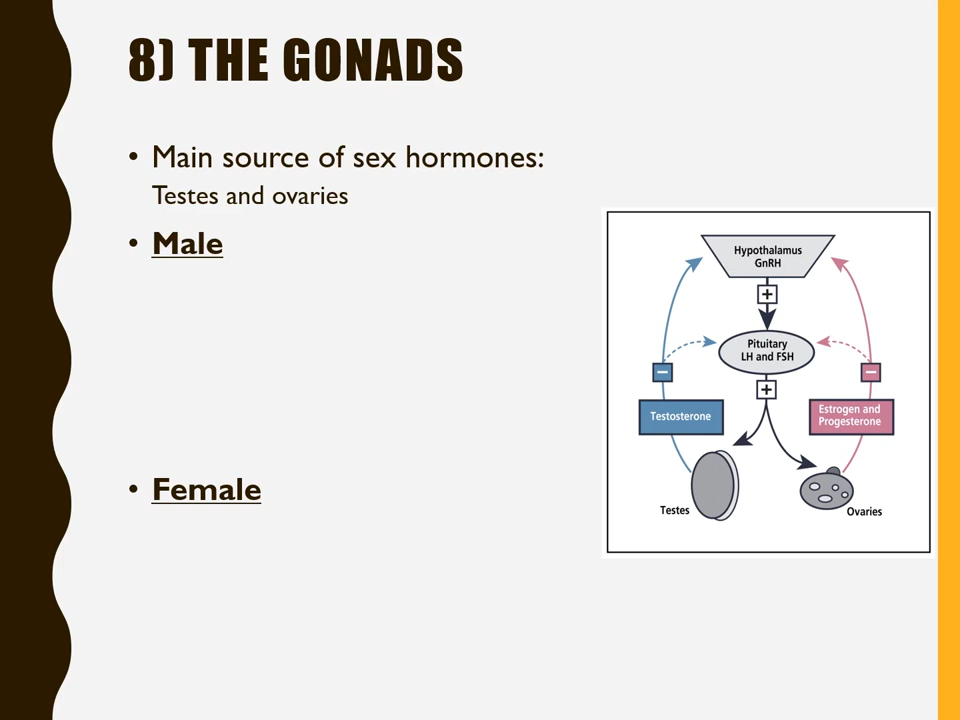 8) THE GONADS
• Main source of sex hormones:
Testes and ovaries
• Male
• Female
Hypothalamus
GnRH
+
Pituitary
LH and FSH
−
−
+
Testosterone
Estrogen and
Progesterone
Testes
Ovaries